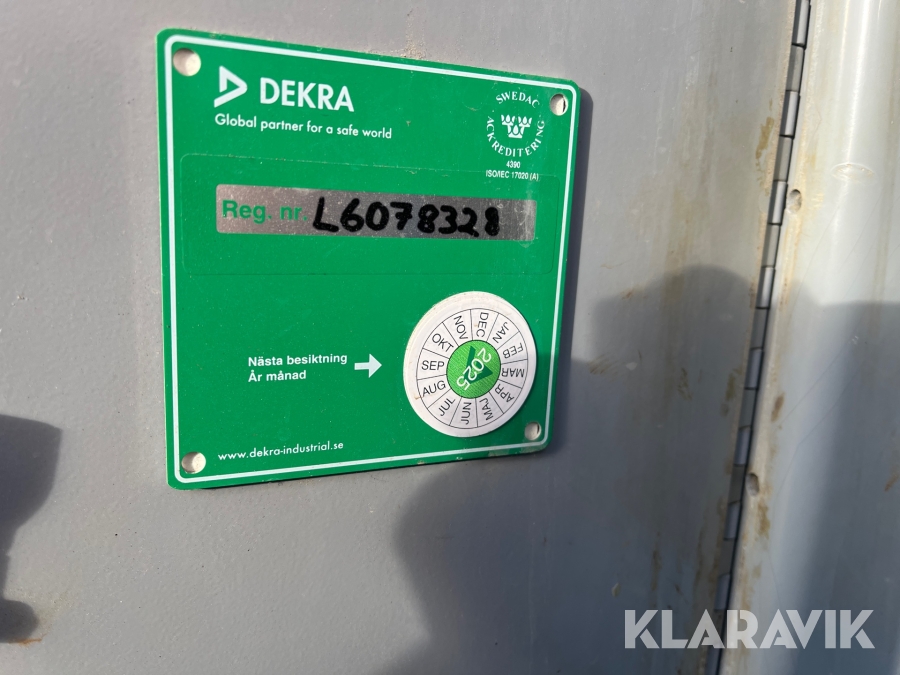 DEKRA
Global partner for a safe world
SWEDAC ACKREDITERING
4390
ISO/IEC 17020 (A)
Reg. nr. L6078328
Nästa besiktning
År månad
JAN FEB MAR APR MAJ JUN JUL AUG SEP OKT NOV DEC
2025
www.dekra-industrial.se
KLARAVIK